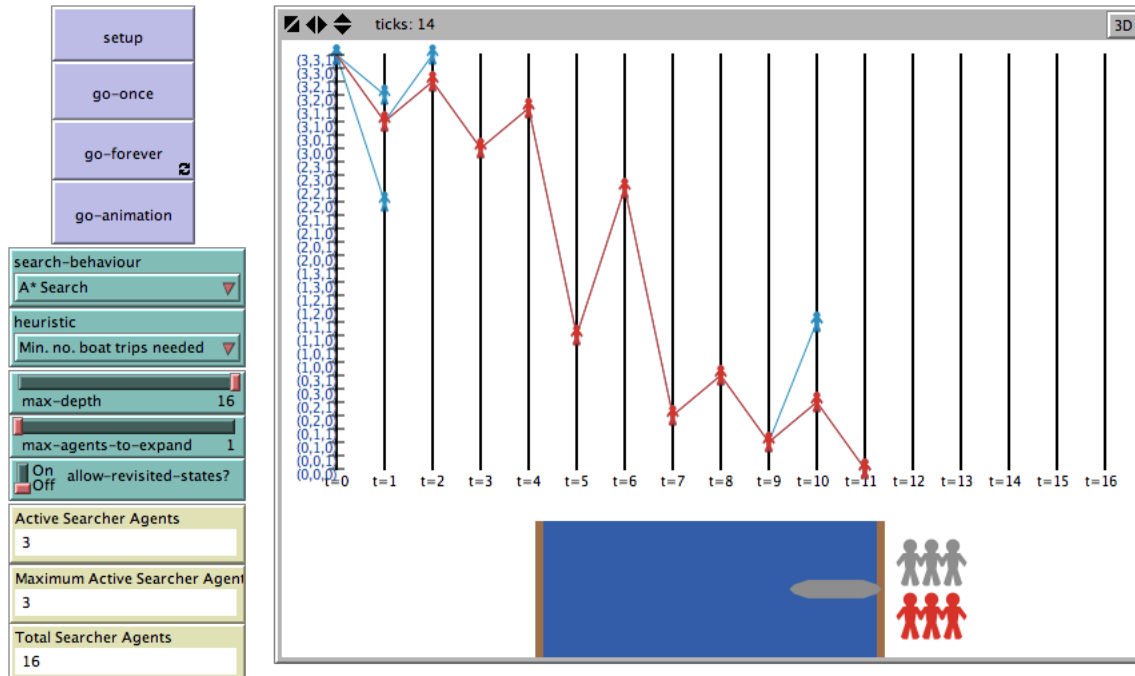 setup
go-once
go-forever
go-animation
search-behaviour
A* Search
heuristic
Min. no. boat trips needed
max-depth 16
max-agents-to-expand 1
On
Off
allow-revisited-states?
Active Searcher Agents
3
Maximum Active Searcher Agent
3
Total Searcher Agents
16
ticks: 14
3D
(3,3,1)
(3,3,0)
(3,2,1)
(3,2,0)
(3,1,1)
(3,1,0)
(3,0,1)
(3,0,0)
(2,3,1)
(2,3,0)
(2,2,1)
(2,2,0)
(2,1,1)
(2,1,0)
(2,0,1)
(2,0,0)
(1,3,1)
(1,3,0)
(1,2,1)
(1,2,0)
(1,1,1)
(1,1,0)
(1,0,1)
(1,0,0)
(0,3,1)
(0,3,0)
(0,2,1)
(0,2,0)
(0,1,1)
(0,1,0)
(0,0,1)
(0,0,0)
t=0 t=1 t=2 t=3 t=4 t=5 t=6 t=7 t=8 t=9 t=10 t=11 t=12 t=13 t=14 t=15 t=16